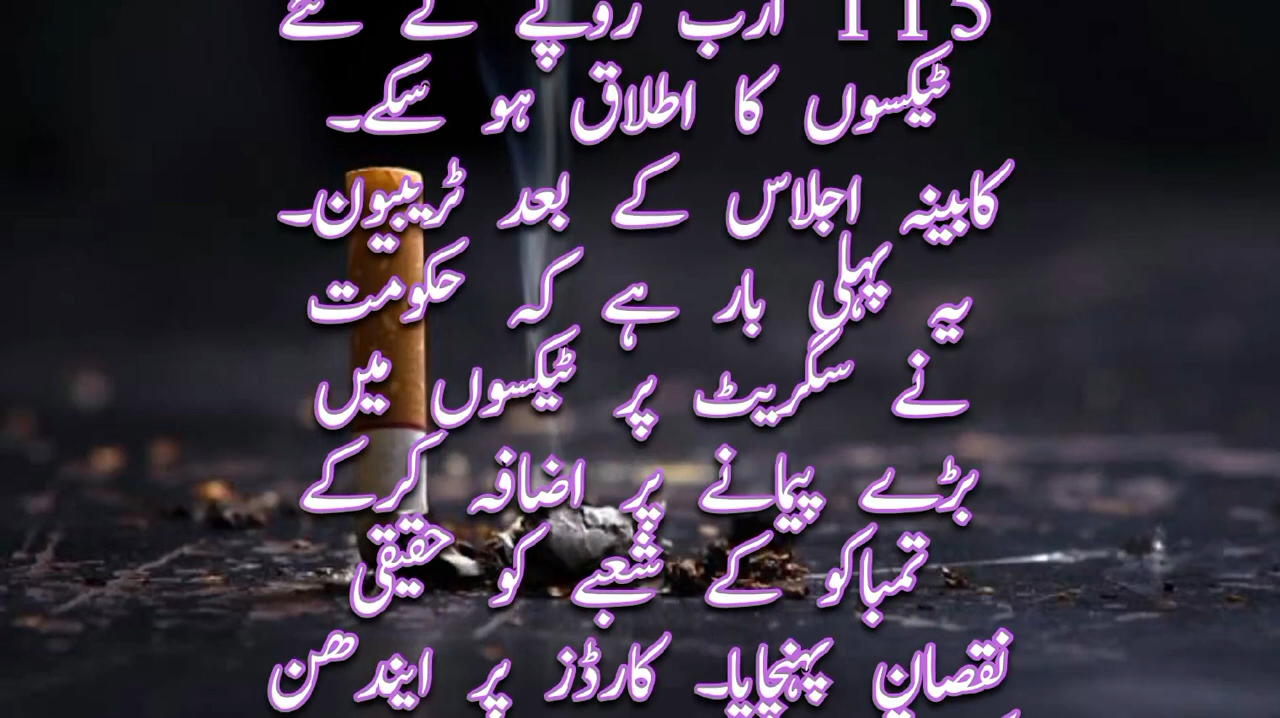 115 ارب روپے کے نئے
ٹیکسوں کا اطلاق ہو سکے۔
کابینہ اجلاس کے بعد ٹریبیون۔
یہ پہلی بار ہے کہ حکومت
نے سگریٹ پر ٹیکسوں میں
بڑے پیمانے پر اضافہ کرکے
تمباکو کے شعبے کو حقیقی
نقصان پہنچایا۔ کارڈز پر ایندھن